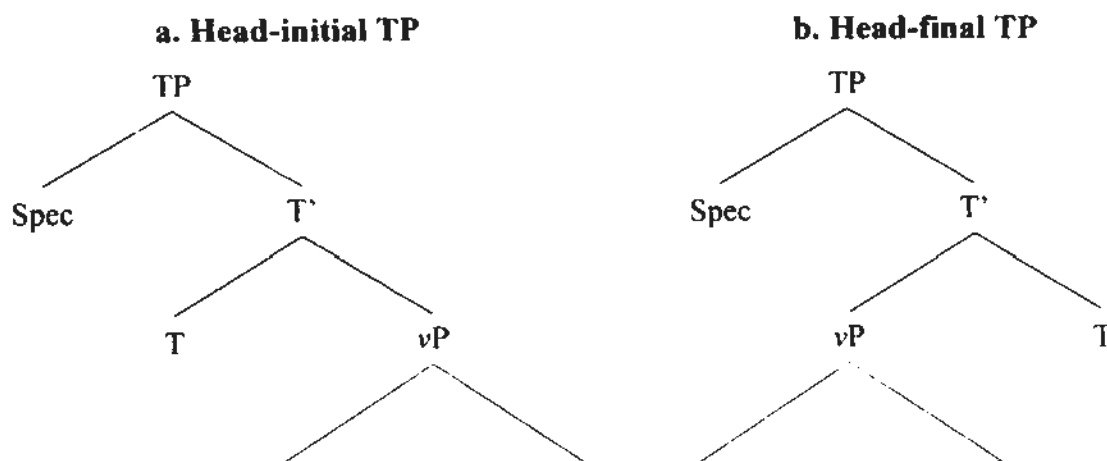 a. Head-initial TP b. Head-final TP
TP TP
Spec T' Spec T'
T vP vP T